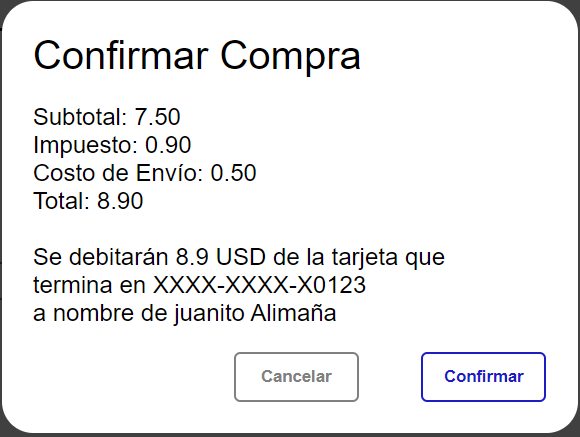 Confirmar Compra
Subtotal: 7.50
Impuesto: 0.90
Costo de Envío: 0.50
Total: 8.90
Se debitarán 8.9 USD de la tarjeta que
termina en XXXX-XXXX-X0123
a nombre de juanito Alimaña
Cancelar
Confirmar